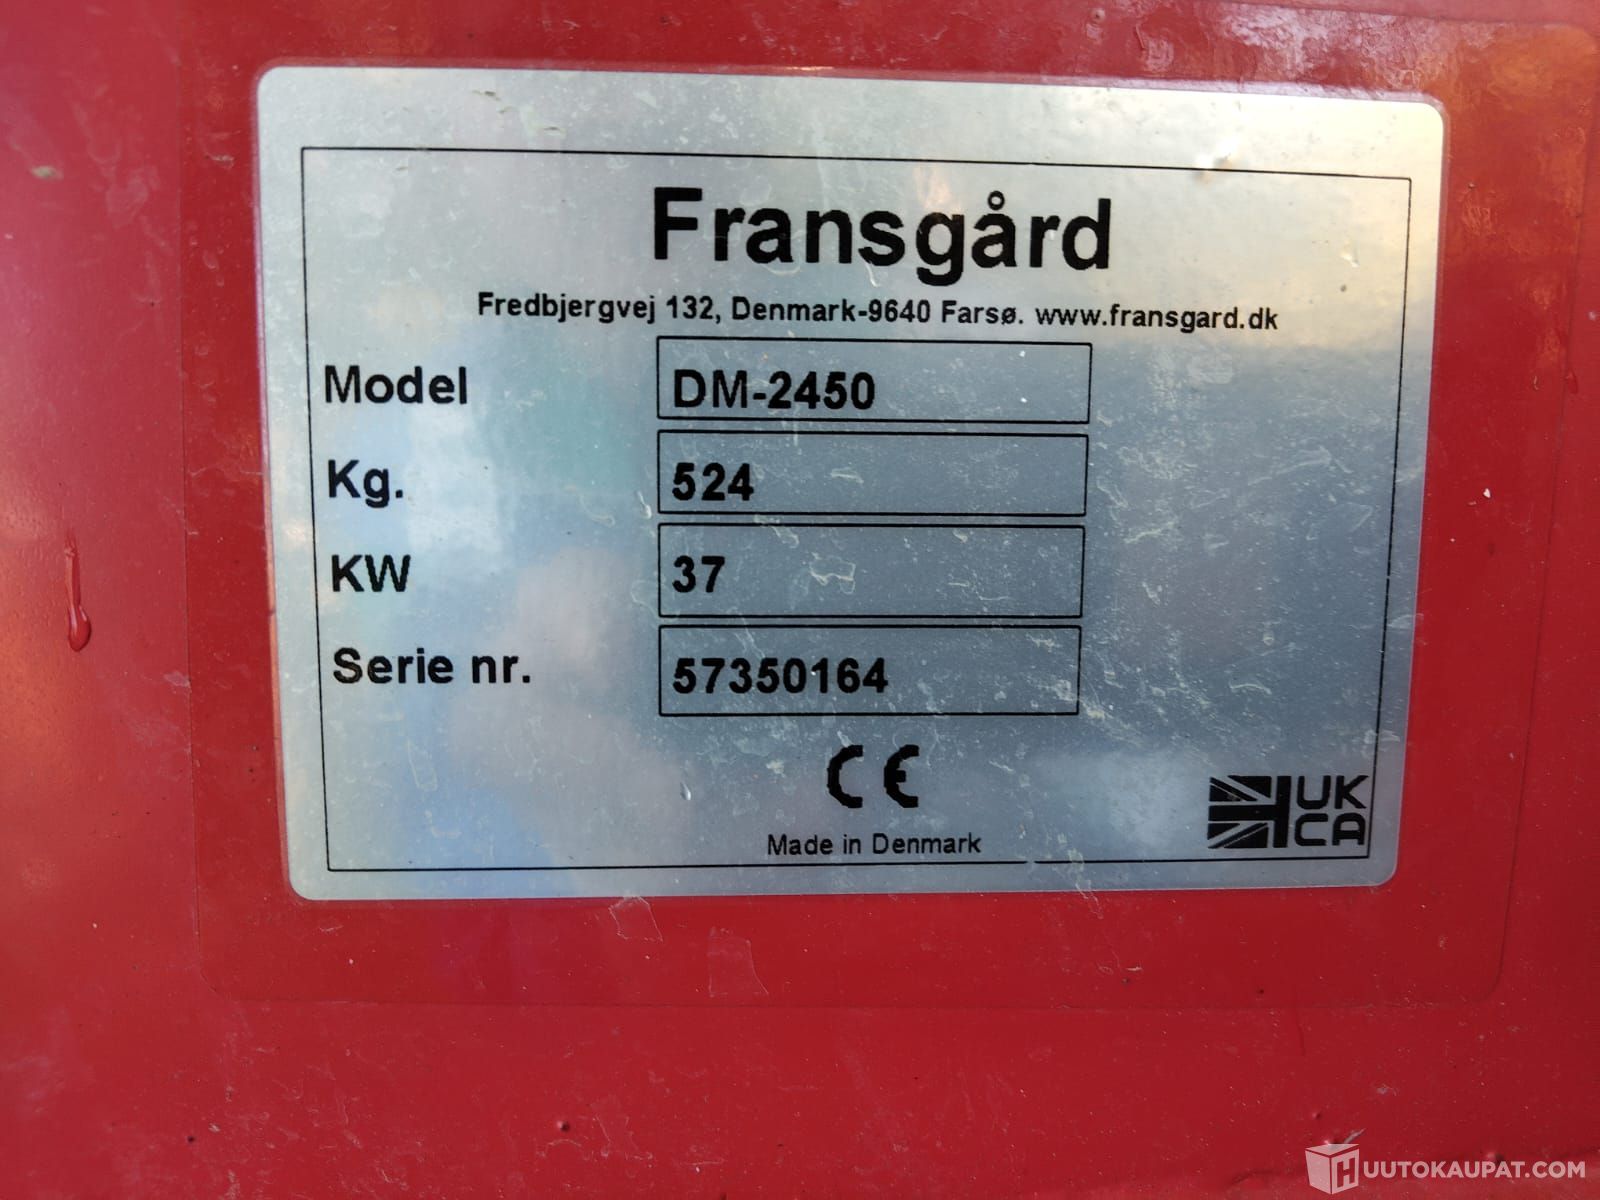 Fransgård
Fredbjergvej 132, Denmark-9640 Farsø. www.fransgard.dk
Model DM-2450
Kg. 524
KW 37
Serie nr. 57350164
CE
Made in Denmark
UK
CA
HUUTOKAUPAT.COM